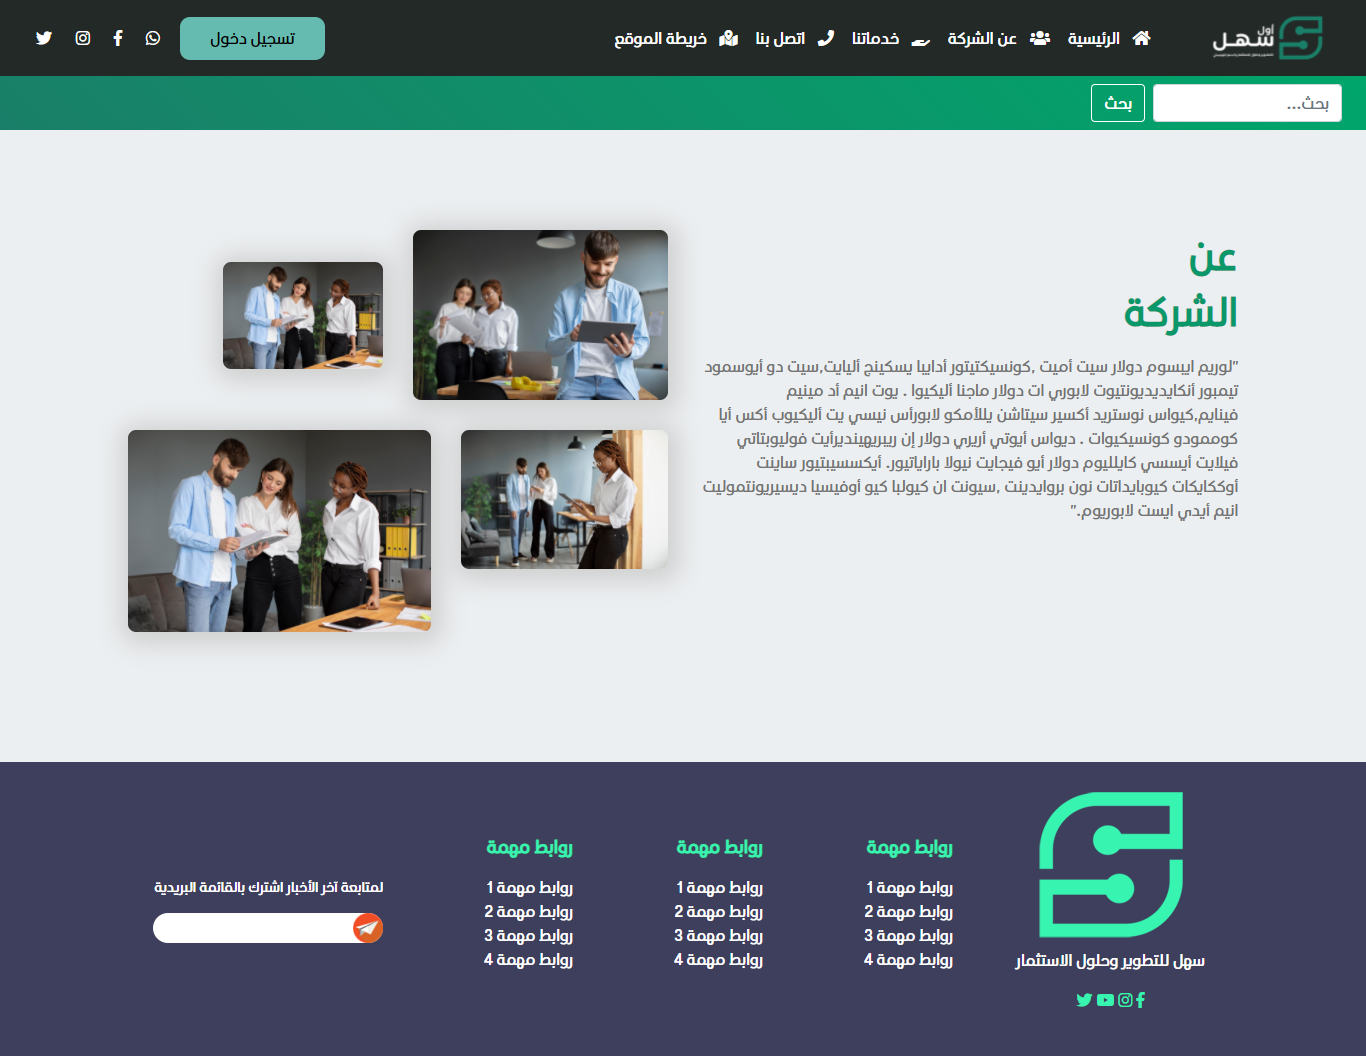 أول
سهل
الرئيسية
عن الشركة
خدماتنا
اتصل بنا
خريطة الموقع
تسجيل دخول
بحث...
بحث
عن
الشركة
"لوريم ايبسوم دولار سيت أميت ,كونسيكتيتور أدايبا يسكينج أليايت,سيت دو أيوسمود
تيمبور أنكايديديونتيوت لابوري ات دولار ماجنا أليكيوا . يوت انيم أد مينيم
فينايم,كيواس نوستريد أكسير سيتاشن يللأمكو لابورأس نيسي يت أليكيوب أكس أيا
كوممودو كونسيكيوات . ديواس أيوتي أريري دولار إن ريبريهينديرأيت فوليوبتاتي
فيلايت أيسسي كايلليوم دولار أيو فيجايت نيولا باراياتيور. أيكسسيبتيور ساينت
أوككايكات كيوبايداتات نون بروايدينت ,سيونت ان كيولبا كيو أوفيسيا ديسيريونتموليت
انيم أيدي ايست لابوريوم."
سهل للتطوير وحلول الاستثمار
روابط مهمة
روابط مهمة 1
روابط مهمة 2
روابط مهمة 3
روابط مهمة 4
روابط مهمة
روابط مهمة 1
روابط مهمة 2
روابط مهمة 3
روابط مهمة 4
روابط مهمة
روابط مهمة 1
روابط مهمة 2
روابط مهمة 3
روابط مهمة 4
لمتابعة آخر الأخبار اشترك بالقائمة البريدية